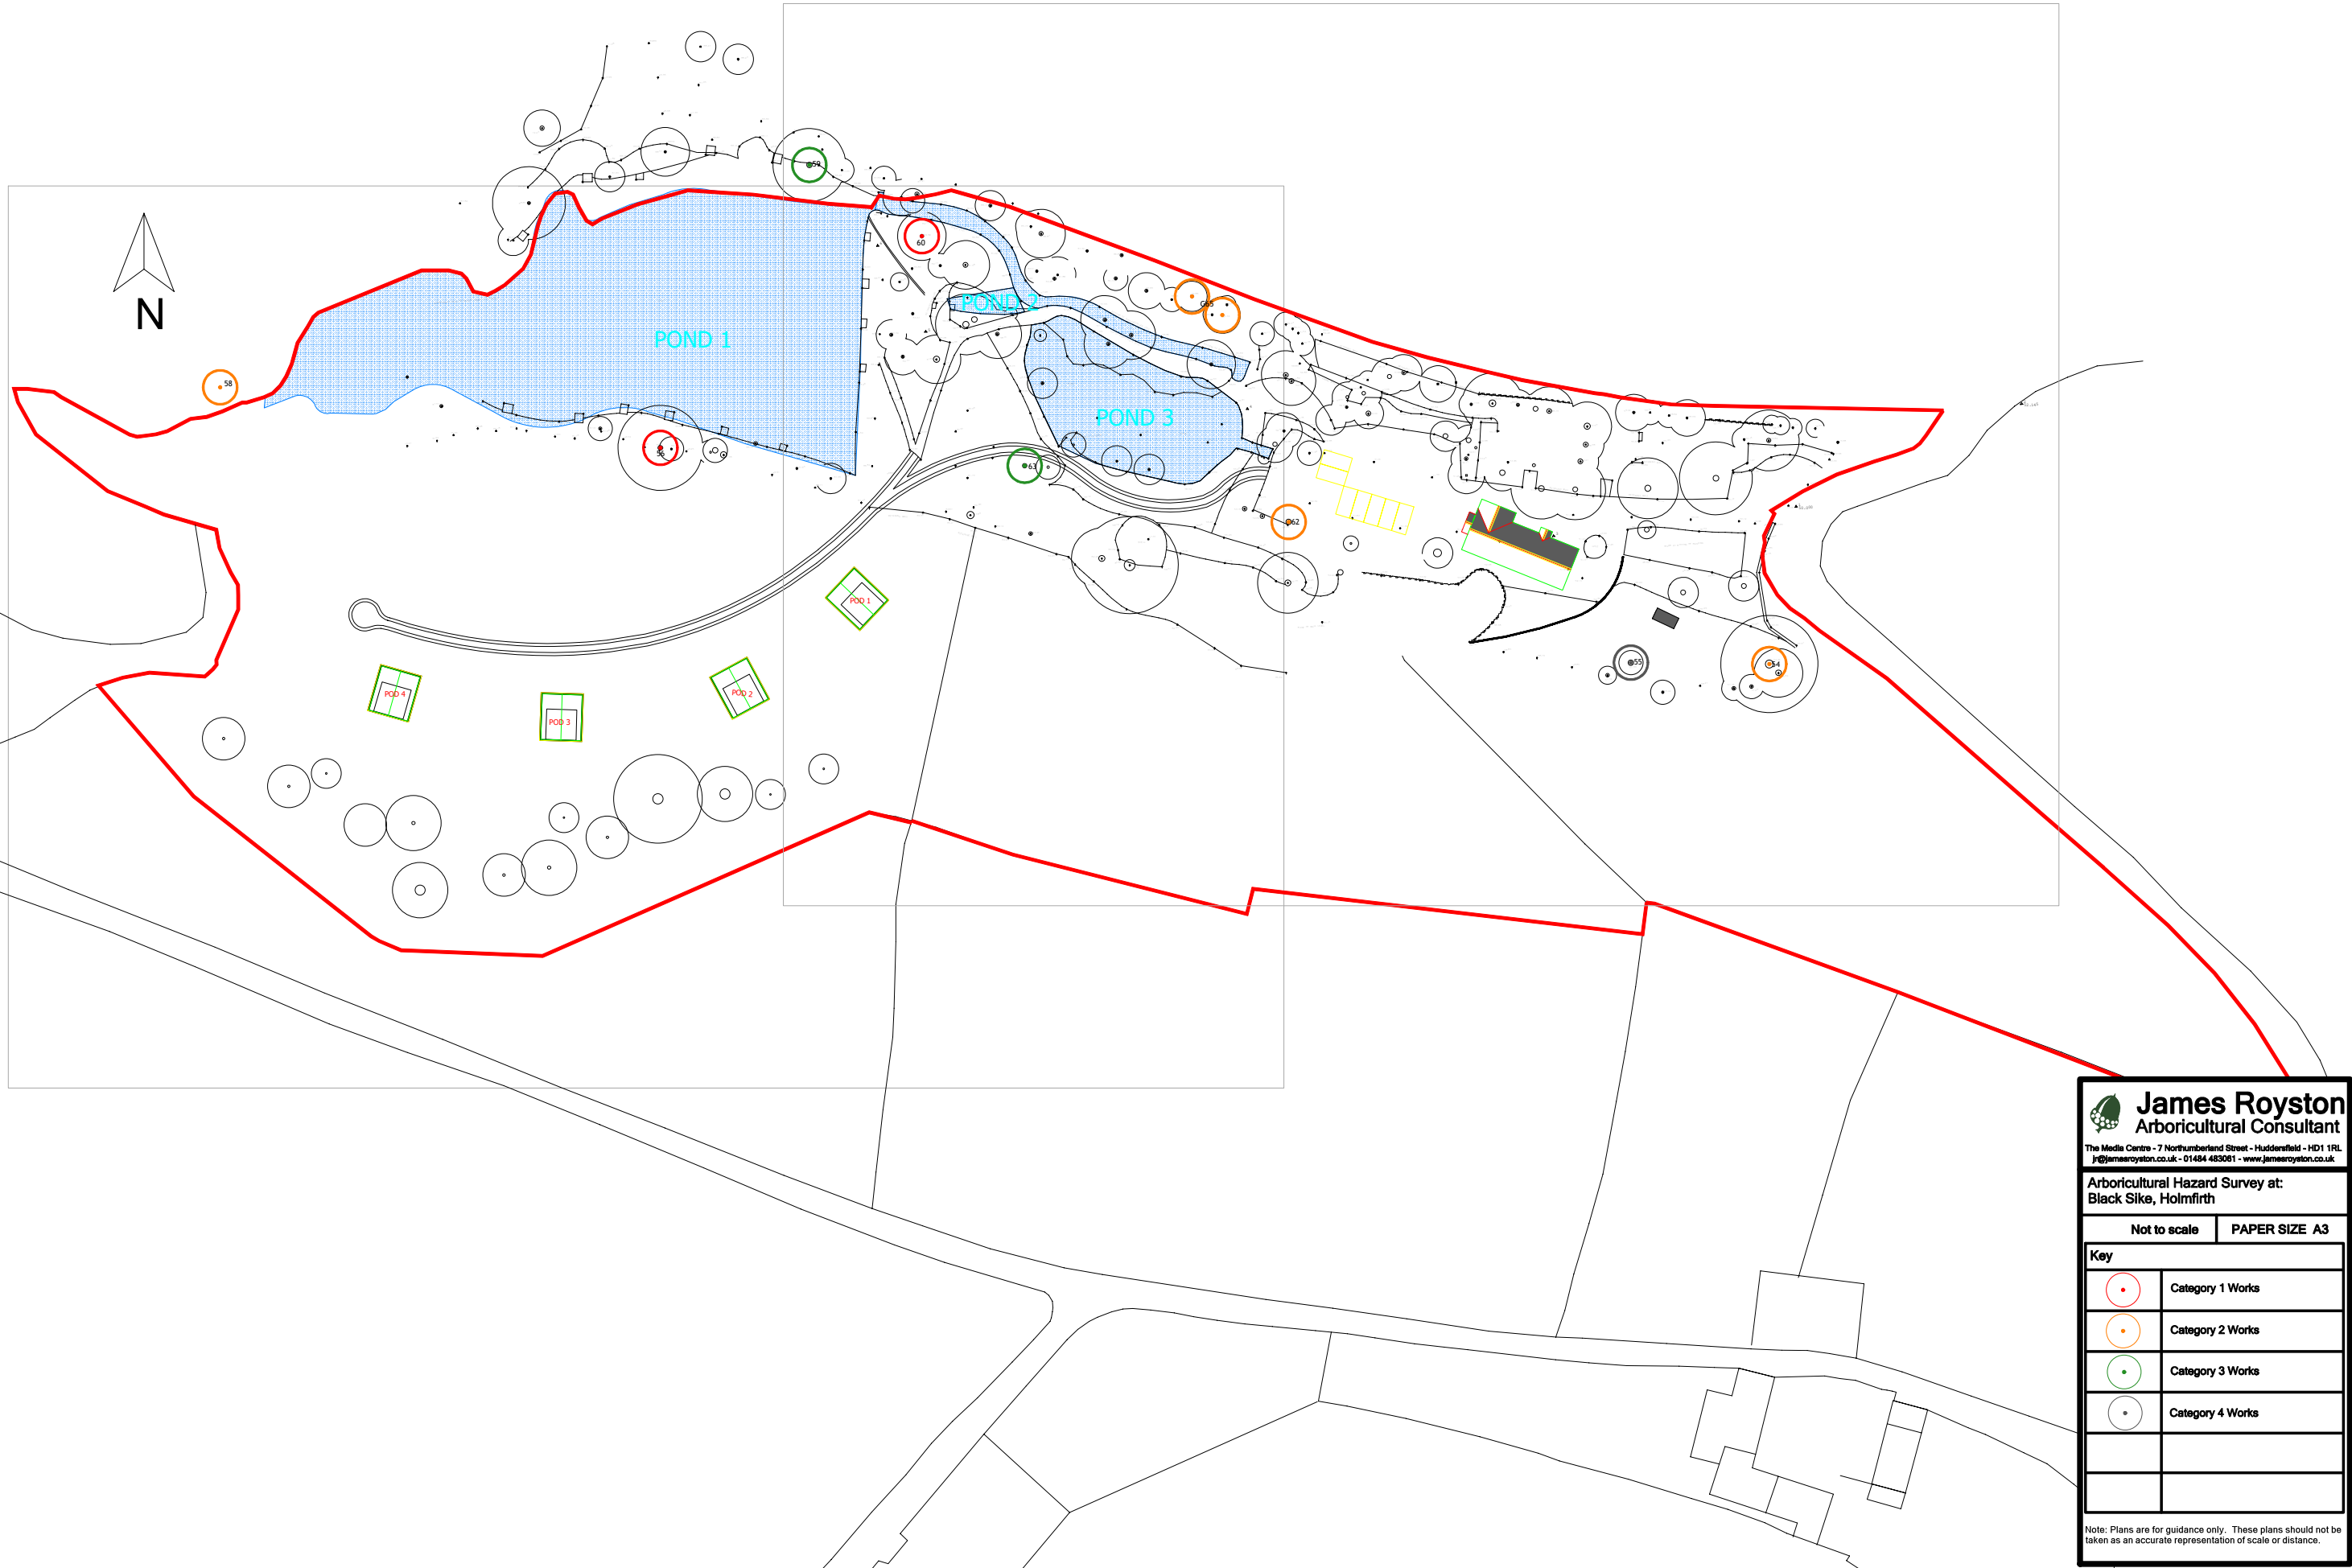 59
60
POND 2
G65
POND 1
58
POND 3
56
63
G62
N
POD 1
55
54
POD 4
POD 2
POD 3
James Royston
Arboricultural Consultant
The Media Centre - 7 Northumberland Street - Huddersfield - HD1 1RL
jr@jamesroyston.co.uk - 01484 483061 - www.jamesroyston.co.uk
Arboricultural Hazard Survey at:
Black Sike, Holmfirth
Not to scale
PAPER SIZE A3
Key
Category 1 Works
Category 2 Works
Category 3 Works
Category 4 Works
Note: Plans are for guidance only. These plans should not be
taken as an accurate representation of scale or distance.